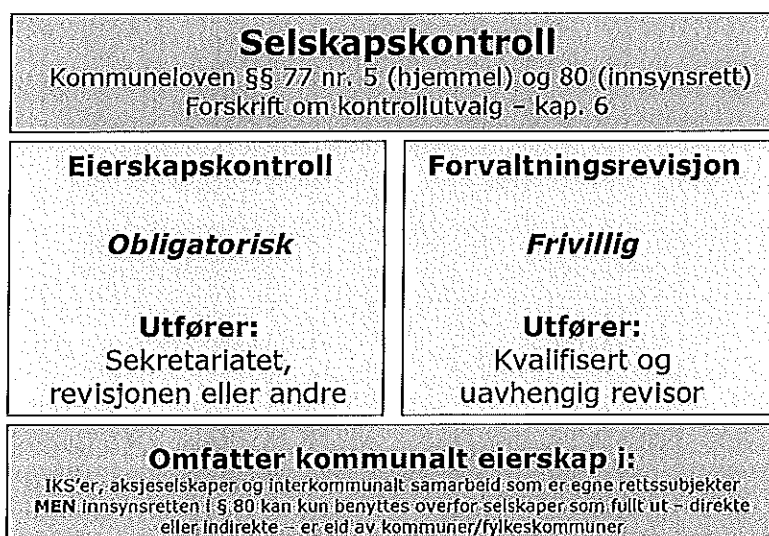 Selskapskontroll
Kommuneloven §§ 77 nr. 5 (hjemmel) og 80 (innsynsrett)
Forskrift om kontrollutvalg – kap. 6
Eierskapskontroll
Obligatorisk
Utfører:
Sekretariatet,
revisjonen eller andre
Forvaltningsrevisjon
Frivillig
Utfører:
Kvalifisert og
uavhengig revisor
Omfatter kommunalt eierskap i:
IKS'er, aksjeselskaper og interkommunalt samarbeid som er egne rettssubjekter
MEN innsynsretten i § 80 kan kun benyttes overfor selskaper som fullt ut – direkte
eller indirekte – er eid av kommuner/fylkeskommuner